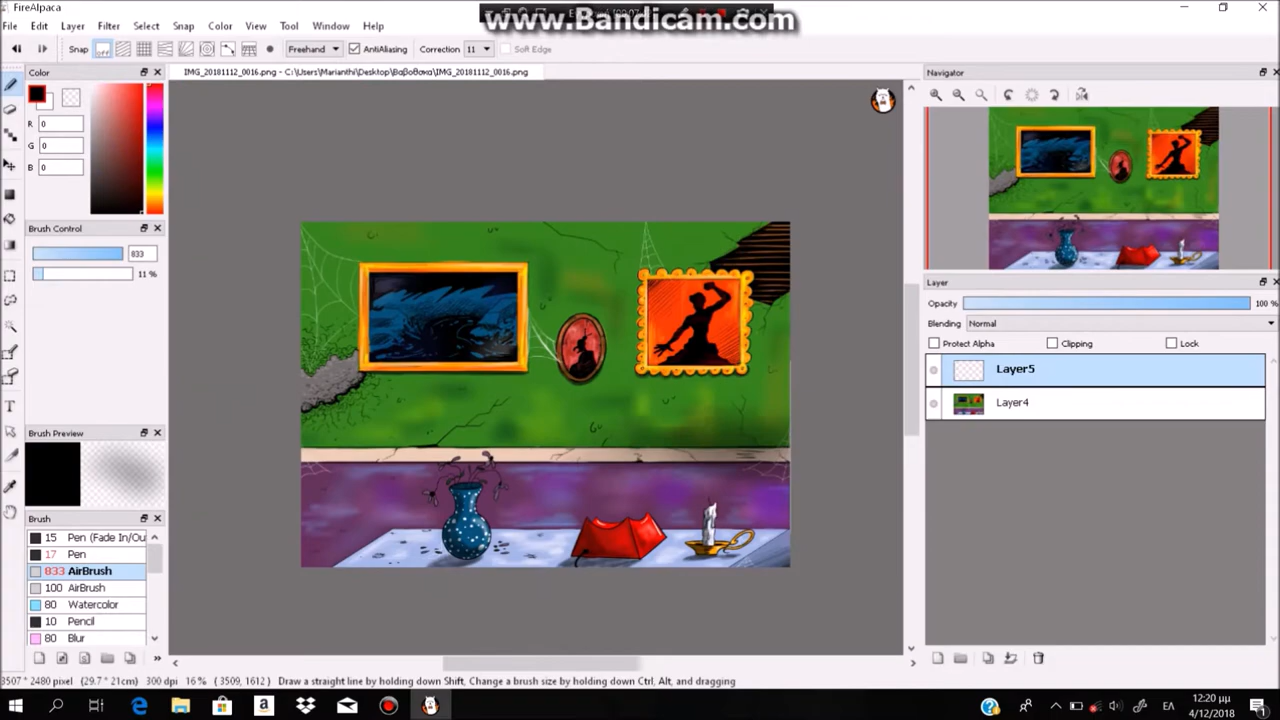 FireAlpaca
www.Bandicam.com
File
Layer Filter Select Snap Color View Tool Window Help
Snap Freehand AntiAliasing Correction 11 Soft Edge
Color
IMG_20181112_0016.png - C:\Users\Marianthi\Desktop\Βαβοθοκα\IMG_20181112_0016.png
Navigator
R 0
G 0
B 0
Brush Control
833
11 %
Layer
Opacity 100 %
Blending Normal
Protect Alpha Clipping Lock
Layer5
Layer4
Brush Preview
Brush
15 Pen (Fade In/Ou
17 Pen
833 AirBrush
100 AirBrush
80 Watercolor
10 Pencil
80 Blur
3507 * 2480 pixel (29.7 * 21cm) 300 dpi 16 % ( 3509, 1612 ) Draw a straight line by holding down Shift, Change a brush size by holding down Ctrl, Alt, and dragging
ΕΛ
12:20 μμ
4/12/2018
1